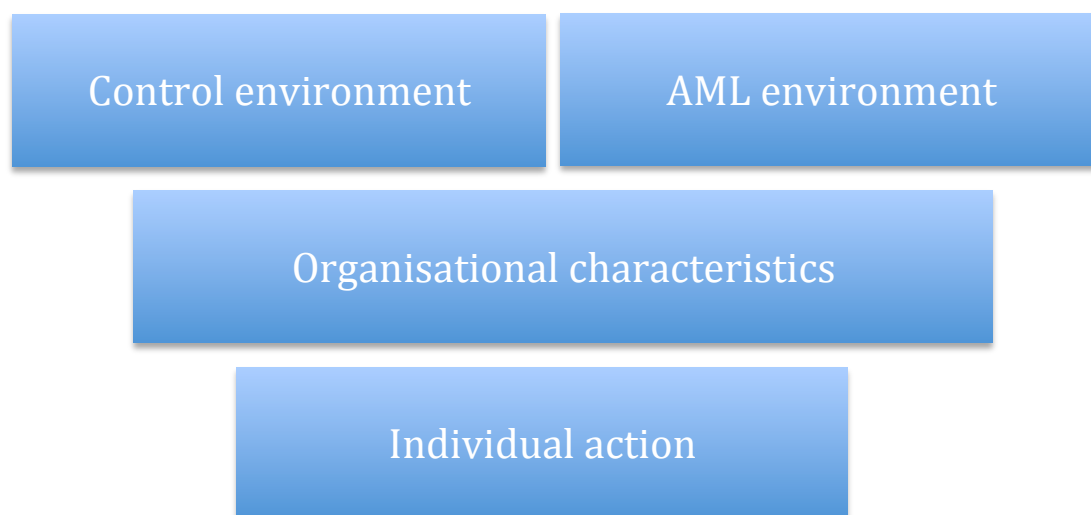 Control environment
AML environment
Organisational characteristics
Individual action